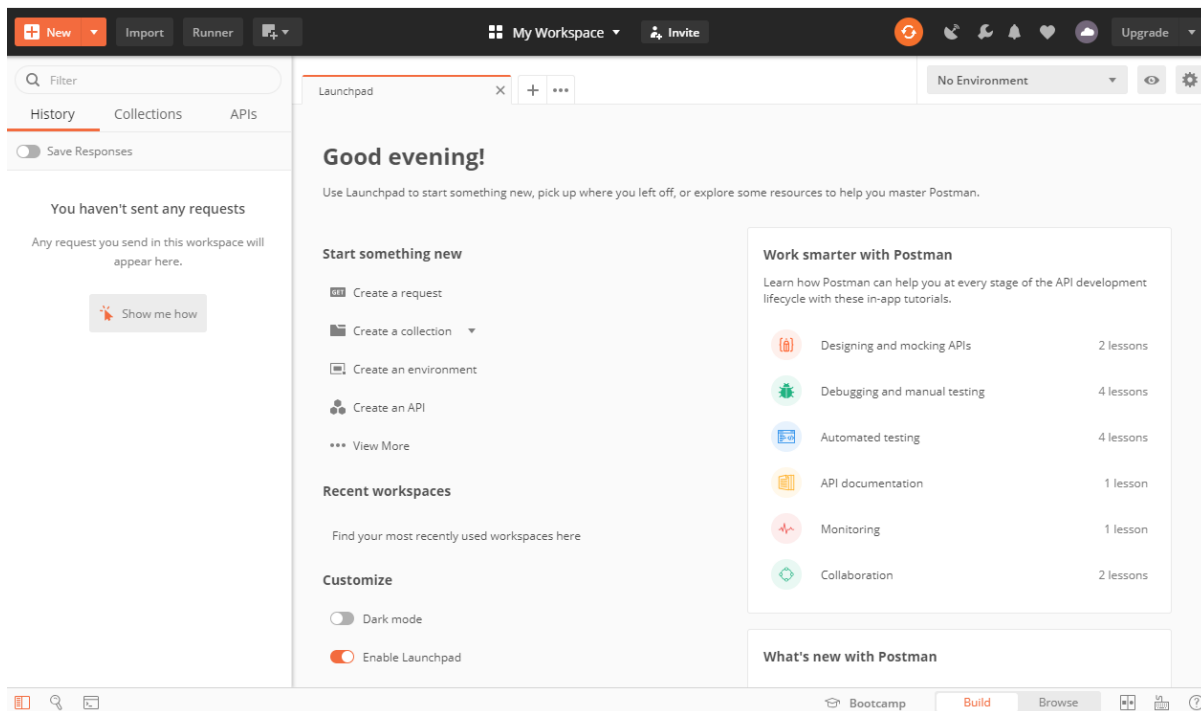 New
Import
Runner
My Workspace
Invite
Upgrade
Filter
History
Collections
APIs
Save Responses
You haven't sent any requests
Any request you send in this workspace will
appear here.
Show me how
Launchpad
No Environment
Good evening!
Use Launchpad to start something new, pick up where you left off, or explore some resources to help you master Postman.
Start something new
GET Create a request
Create a collection
Create an environment
Create an API
View More
Recent workspaces
Find your most recently used workspaces here
Customize
Dark mode
Enable Launchpad
Work smarter with Postman
Learn how Postman can help you at every stage of the API development
lifecycle with these in-app tutorials.
Designing and mocking APIs 2 lessons
Debugging and manual testing 4 lessons
Automated testing 4 lessons
API documentation 1 lesson
Monitoring 1 lesson
Collaboration 2 lessons
What's new with Postman
Bootcamp
Build
Browse